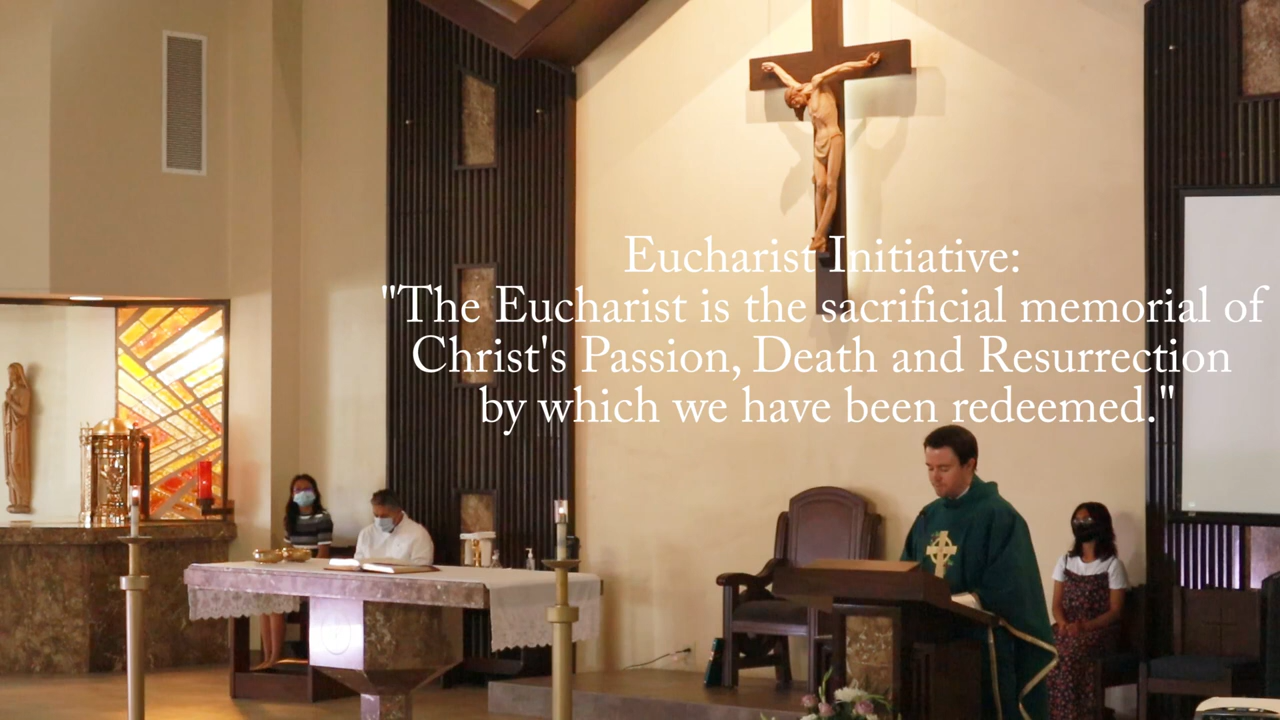 Eucharist Initiative:
"The Eucharist is the sacrificial memorial of
Christ's Passion, Death and Resurrection
by which we have been redeemed."